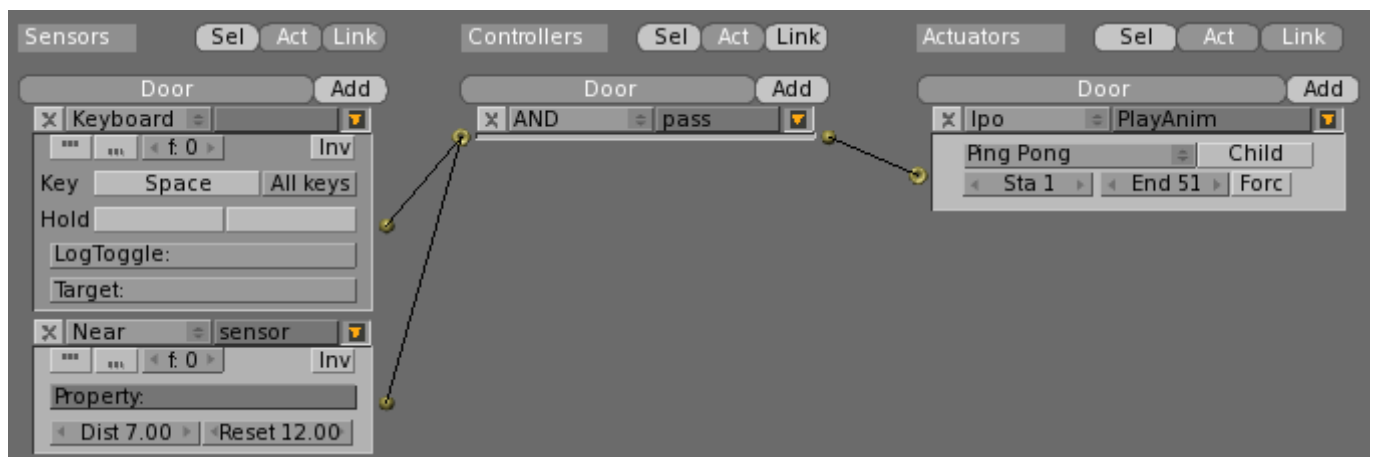 Sensors Sel Act Link Controllers Sel Act Link Actuators Sel Act Link
Door Add Door Add Door Add
Keyboard AND pass Ipo PlayAnim
f: 0 Inv Ping Pong Child
Key Space All keys Sta 1 End 51 Forc
Hold
LogToggle:
Target:
Near sensor
f: 0 Inv
Property:
Dist 7.00 Reset 12.00